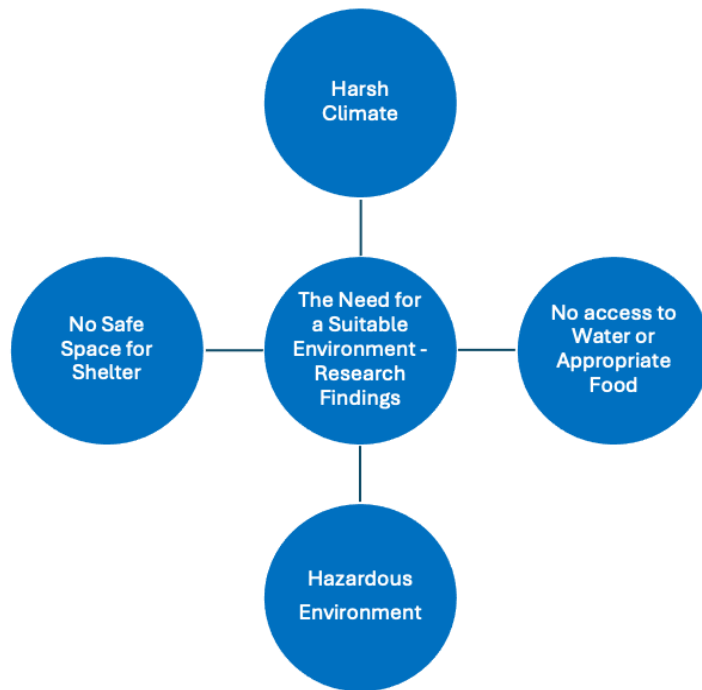 Harsh
Climate
No Safe
Space for
Shelter
The Need for
a Suitable
Environment -
Research
Findings
No access to
Water or
Appropriate
Food
Hazardous
Environment